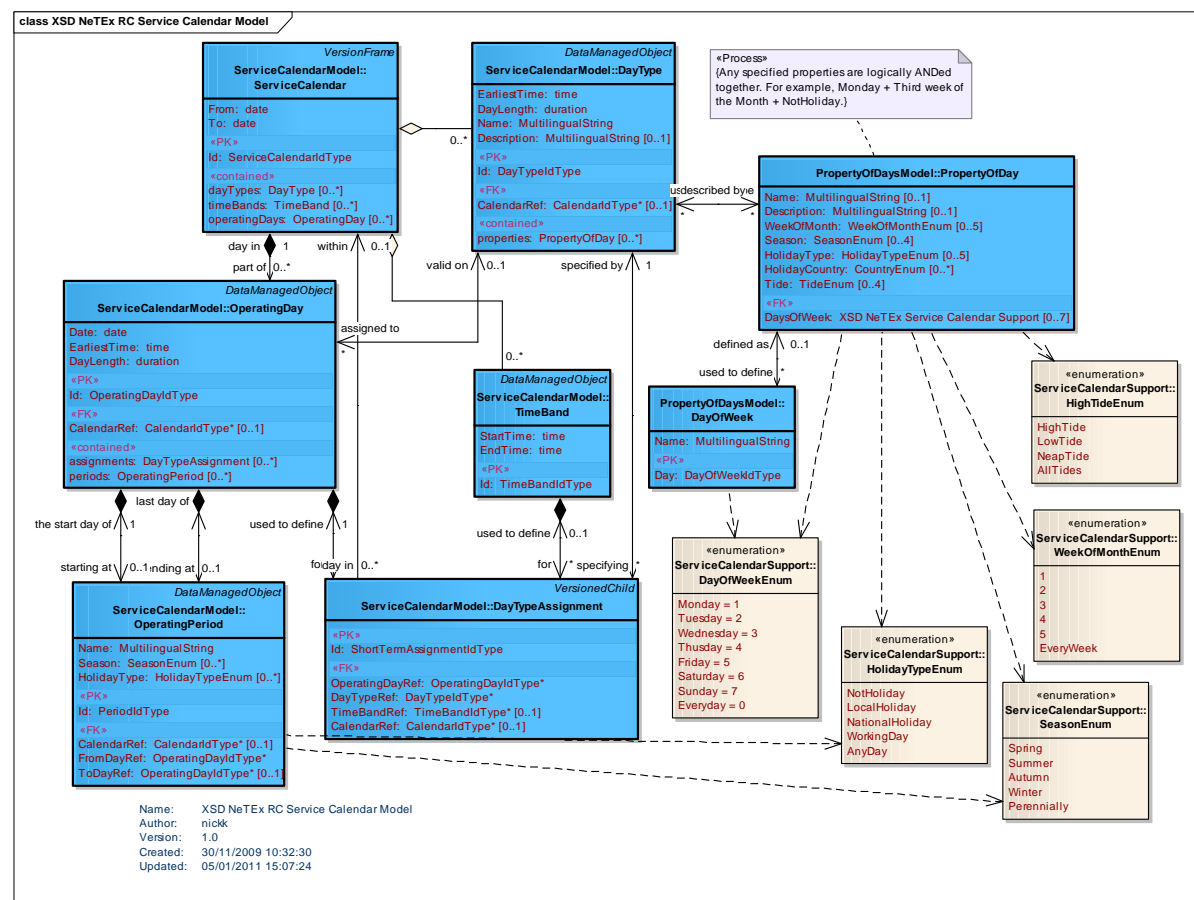 class XSD NeTEx RC Service Calendar Model
VersionFrame
ServiceCalendarModel::
ServiceCalendar
From: date
To: date
«PK»
Id: ServiceCalendarIdType
«contained»
dayTypes: DayType [0..*]
timeBands: TimeBand [0..*]
operatingDays: OperatingDay [0..*]
DataManagedObject
ServiceCalendarModel::DayType
EarliestTime: time
DayLength: duration
Name: MultilingualString
Description: MultilingualString [0..1]
«PK»
Id: DayTypeIdType
«FK»
CalendarRef: CalendarIdType* [0..1]
«contained»
properties: PropertyOfDay [0..*]
«Process»
{Any specified properties are logically ANDed
together. For example, Monday + Third week of
the Month + NotHoliday.}
PropertyOfDaysModel::PropertyOfDay
Name: MultilingualString [0..1]
Description: MultilingualString [0..1]
WeekOfMonth: WeekOfMonthEnum [0..5]
Season: SeasonEnum [0..4]
HolidayType: HolidayTypeEnum [0..5]
HolidayCountry: CountryEnum [0..*]
Tide: TideEnum [0..4]
«FK»
DaysOfWeek: XSD NeTEx Service Calendar Support [0..7]
0..*
described by
*
*
day in
1
part of
0..*
within
0..1
valid on
0..1
specified by
1
assigned to
*
0..*
DataManagedObject
ServiceCalendarModel::OperatingDay
Date: date
EarliestTime: time
DayLength: duration
«PK»
Id: OperatingDayIdType
«FK»
CalendarRef: CalendarIdType* [0..1]
«contained»
assignments: DayTypeAssignment [0..*]
periods: OperatingPeriod [0..*]
DataManagedObject
ServiceCalendarModel::
TimeBand
StartTime: time
EndTime: time
«PK»
Id: TimeBandIdType
defined as
0..1
used to define
*
PropertyOfDaysModel::
DayOfWeek
Name: MultilingualString
«PK»
Day: DayOfWeekIdType
«enumeration»
ServiceCalendarSupport::
HighTideEnum
HighTide
LowTide
NeapTide
AllTides
the start day of
1
last day of
starting at
0..1
nding at
0..1
used to define
1
day in
0..*
used to define
0..1
for
*
specifying
*
«enumeration»
ServiceCalendarSupport::
DayOfWeekEnum
Monday = 1
Tuesday = 2
Wednesday = 3
Thusday = 4
Friday = 5
Saturday = 6
Sunday = 7
Everyday = 0
«enumeration»
ServiceCalendarSupport::
WeekOfMonthEnum
1
2
3
4
5
EveryWeek
DataManagedObject
ServiceCalendarModel::
OperatingPeriod
Name: MultilingualString
Season: SeasonEnum [0..*]
HolidayType: HolidayTypeEnum [0..*]
«PK»
Id: PeriodIdType
«FK»
CalendarRef: CalendarIdType* [0..1]
FromDayRef: OperatingDayIdType*
ToDayRef: OperatingDayIdType* [0..1]
VersionedChild
ServiceCalendarModel::DayTypeAssignment
«PK»
Id: ShortTermAssignmentIdType
«FK»
OperatingDayRef: OperatingDayIdType*
DayTypeRef: DayTypeIdType*
TimeBandRef: TimeBandIdType* [0..1]
CalendarRef: CalendarIdType* [0..1]
«enumeration»
ServiceCalendarSupport::
HolidayTypeEnum
NotHoliday
LocalHoliday
NationalHoliday
WorkingDay
AnyDay
«enumeration»
ServiceCalendarSupport::
SeasonEnum
Spring
Summer
Autumn
Winter
Perennially
Name: XSD NeTEx RC Service Calendar Model
Author: nickk
Version: 1.0
Created: 30/11/2009 10:32:30
Updated: 05/01/2011 15:07:24